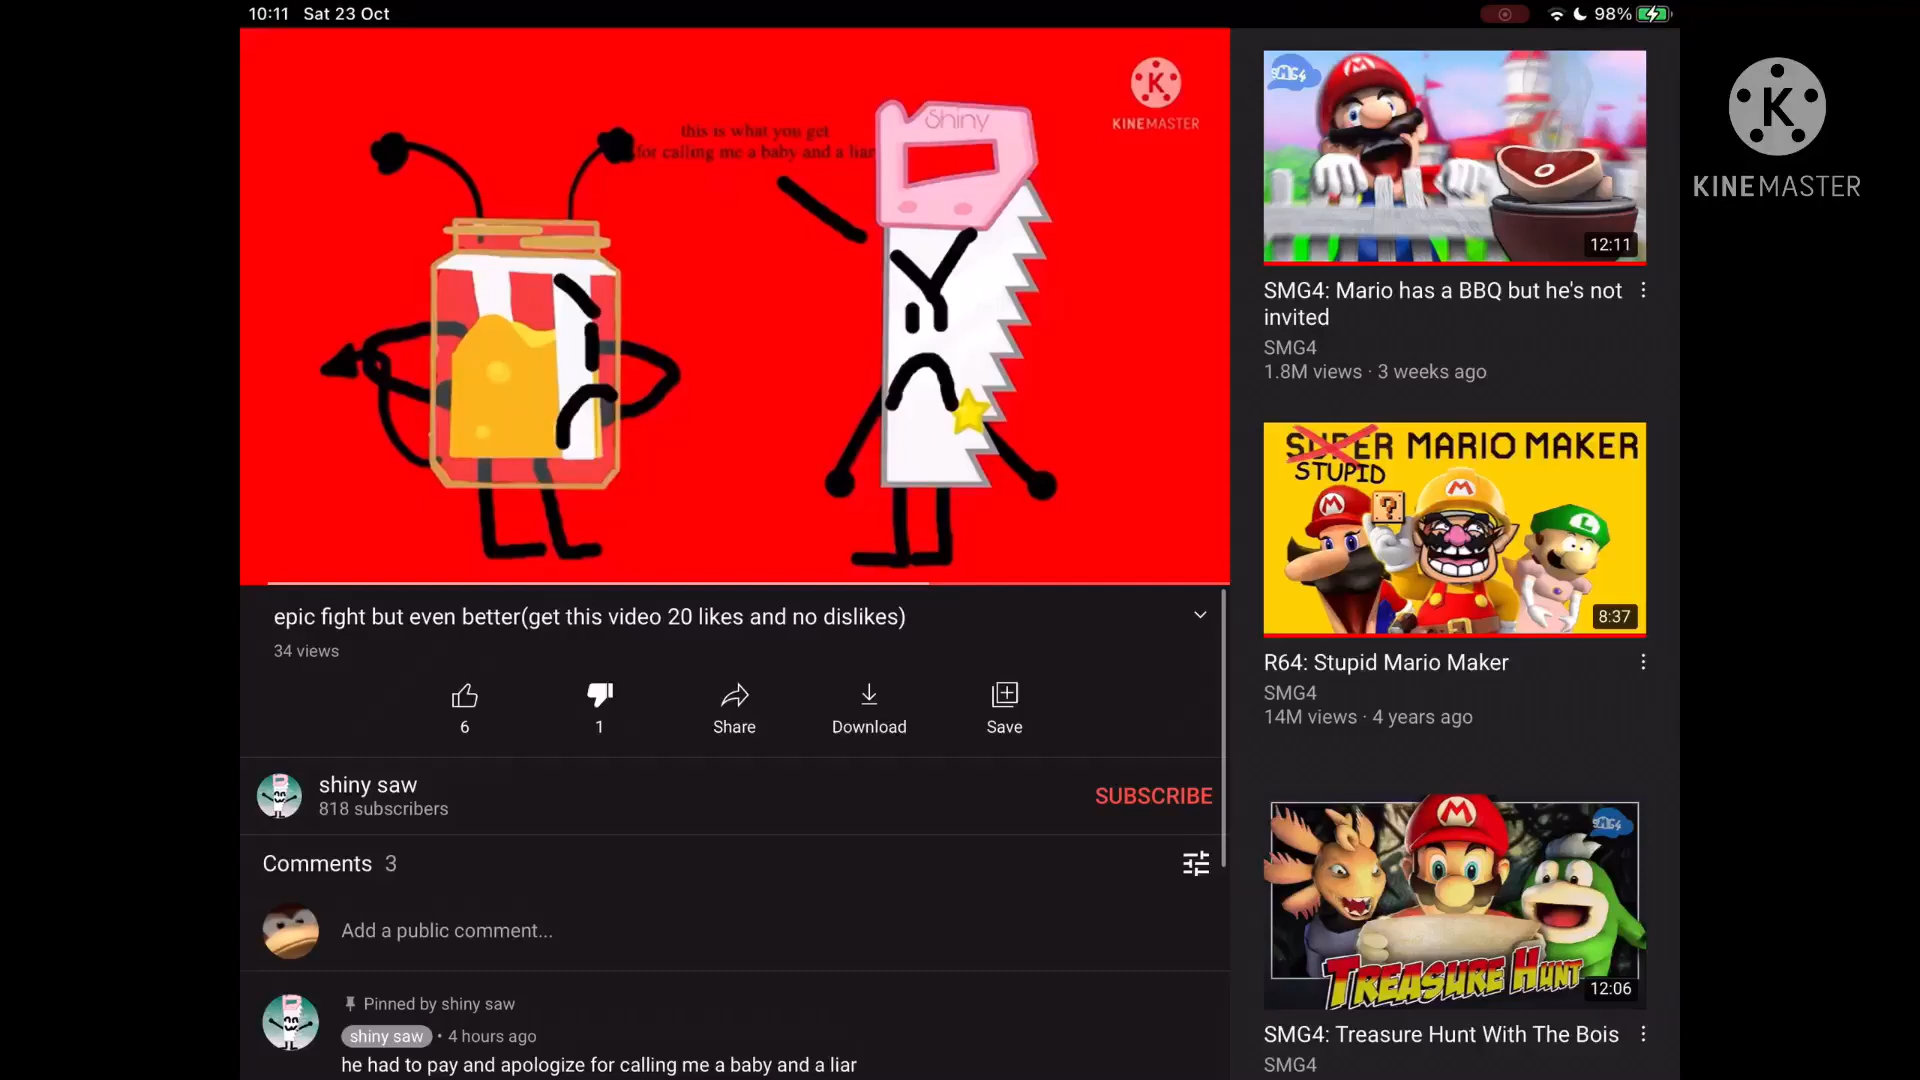 10:11 Sat 23 Oct
98%
Shiny
KINEMASTER
this is what you get
for calling me a baby and a liar
epic fight but even better(get this video 20 likes and no dislikes)
34 views
6
1
Share
Download
Save
shiny saw
818 subscribers
SUBSCRIBE
Comments 3
Add a public comment...
Pinned by shiny saw
shiny saw • 4 hours ago
he had to pay and apologize for calling me a baby and a liar
SMG4
12:11
SMG4: Mario has a BBQ but he's not
invited
SMG4
1.8M views · 3 weeks ago
SUPER MARIO MAKER
STUPID
8:37
R64: Stupid Mario Maker
SMG4
14M views · 4 years ago
SMG4
TREASURE HUNT
12:06
SMG4: Treasure Hunt With The Bois
SMG4
K
KINEMASTER